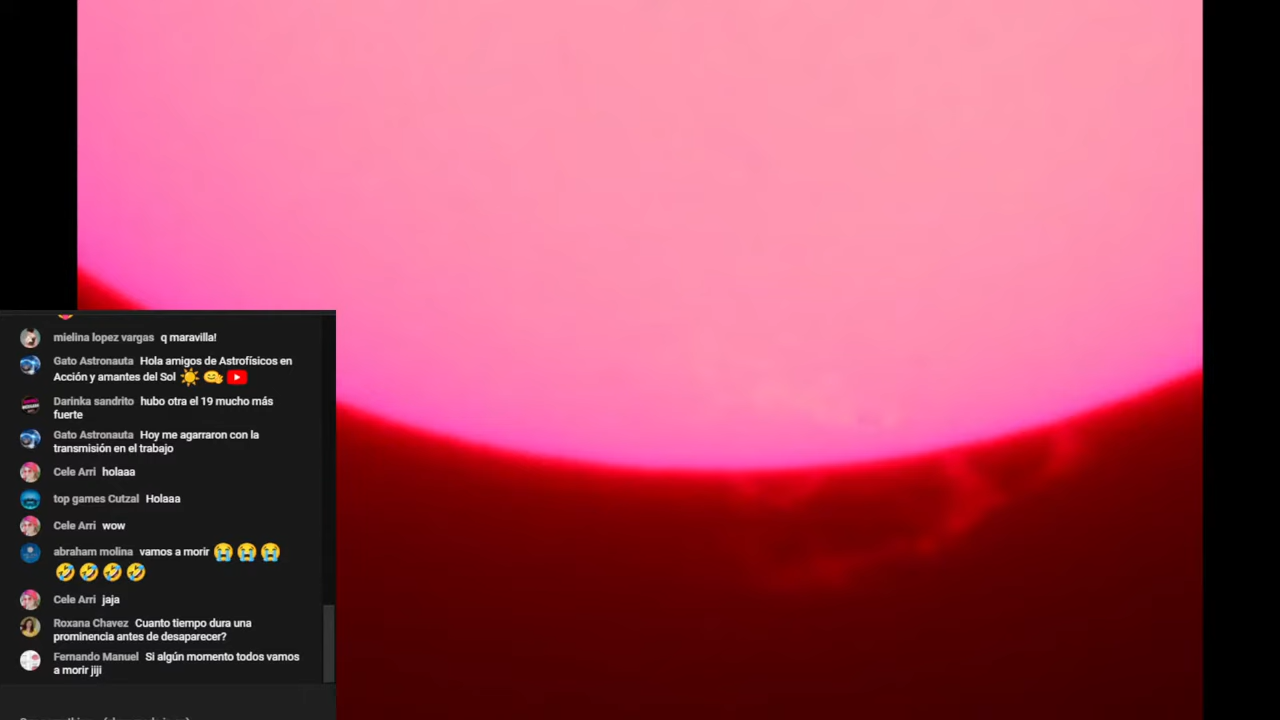 mielina lopez vargas q maravilla!
Gato Astronauta Hola amigos de Astrofísicos en
Acción y amantes del Sol
Darinka sandrito hubo otra el 19 mucho más
fuerte
Gato Astronauta Hoy me agarraron con la
transmisión en el trabajo
Cele Arri holaaa
top games Cutzal Holaaa
Cele Arri wow
abraham molina vamos a morir
Cele Arri jaja
Roxana Chavez Cuanto tiempo dura una
prominencia antes de desaparecer?
Fernando Manuel Si algún momento todos vamos
a morir jiji